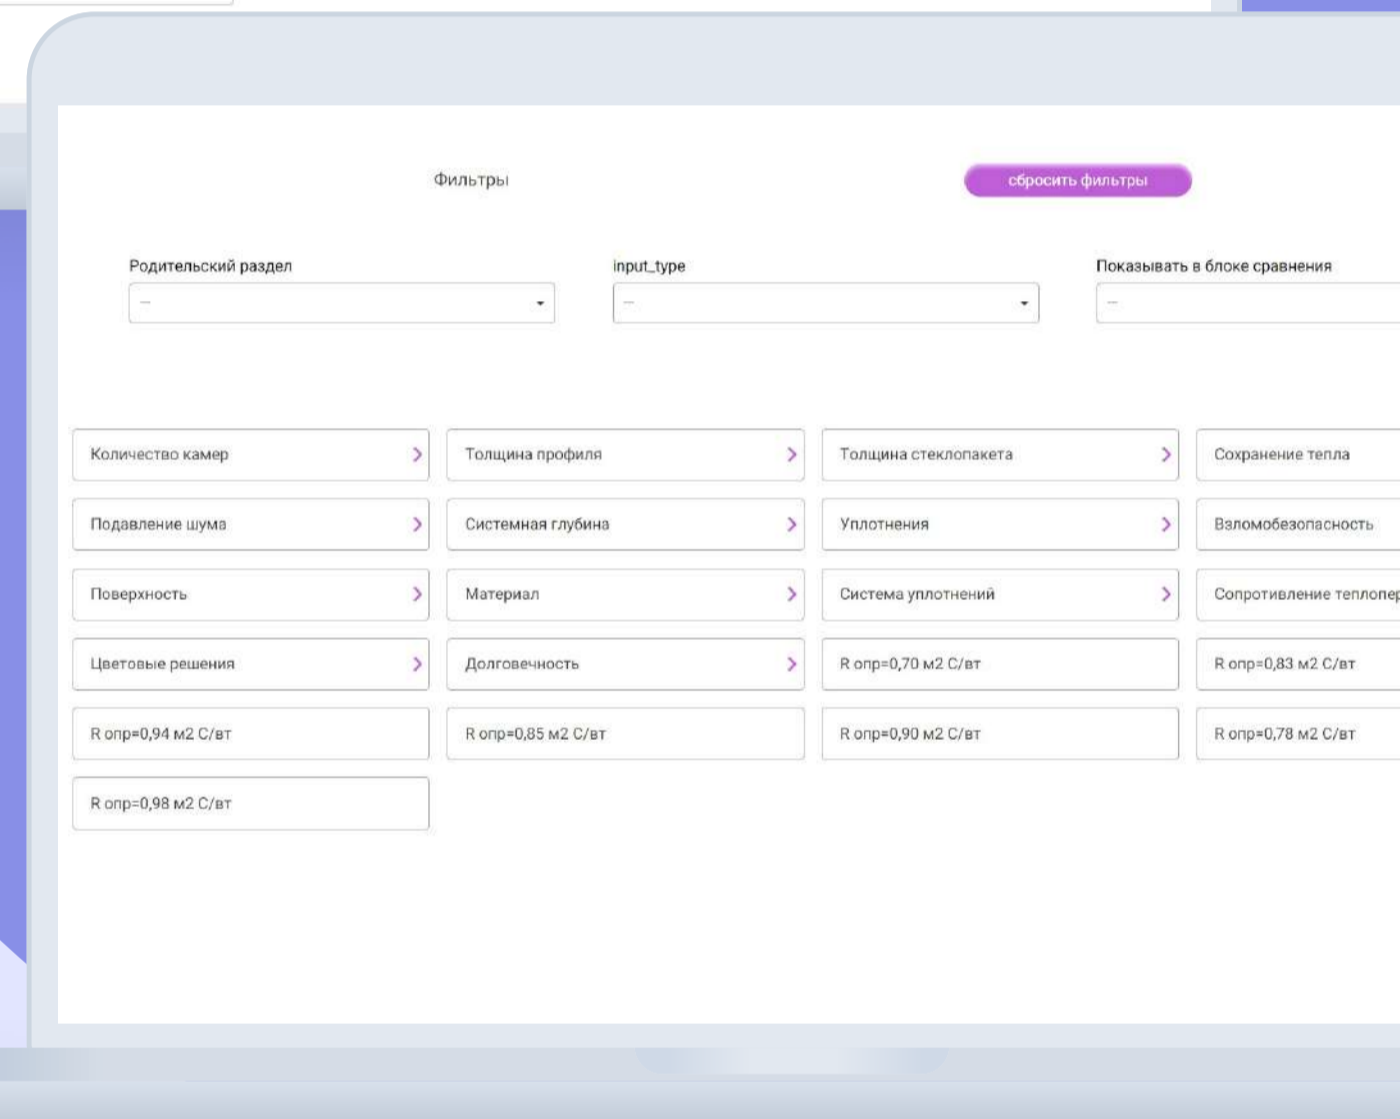 Фильтры
сбросить фильтры
Родительский раздел
input_type
Показывать в блоке сравнения
Количество камер
Толщина профиля
Толщина стеклопакета
Сохранение тепла
Подавление шума
Системная глубина
Уплотнения
Взломобезопасность
Поверхность
Материал
Система уплотнений
Сопротивление
Цветовые решения
Долговечность
R опр=0,70 м2 С/вт
R опр=0,83 м2 С/вт
R опр=0,94 м2 С/вт
R опр=0,85 м2 С/вт
R опр=0,90 м2 С/вт
R опр=0,78 м2 С/вт
R опр=0,98 м2 С/вт